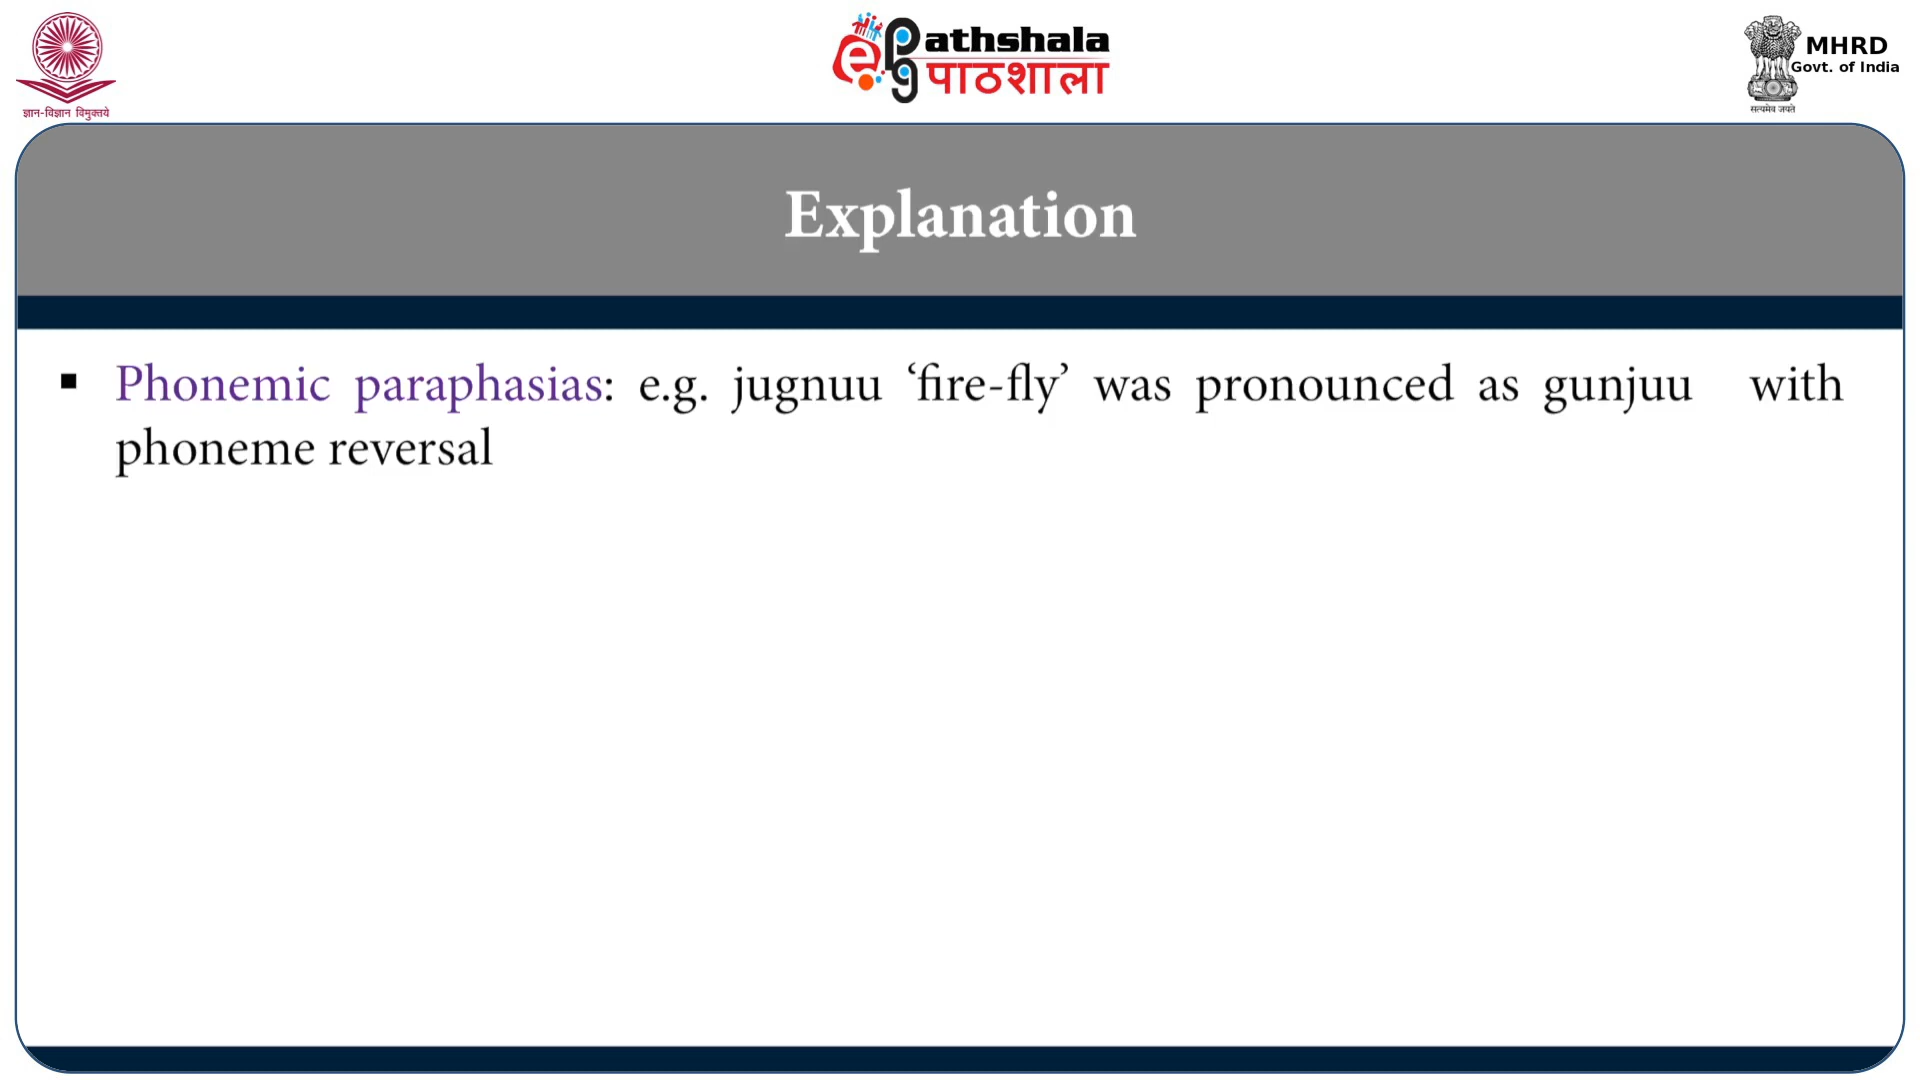 ज्ञान-विज्ञान विमुक्तये
ePathshala
पाठशाला
MHRD
Govt. of India
सत्यमेव जयते
Explanation
▪ Phonemic paraphasias: e.g. jugnuu ‘fire-fly’ was pronounced as gunjuu with
phoneme reversal